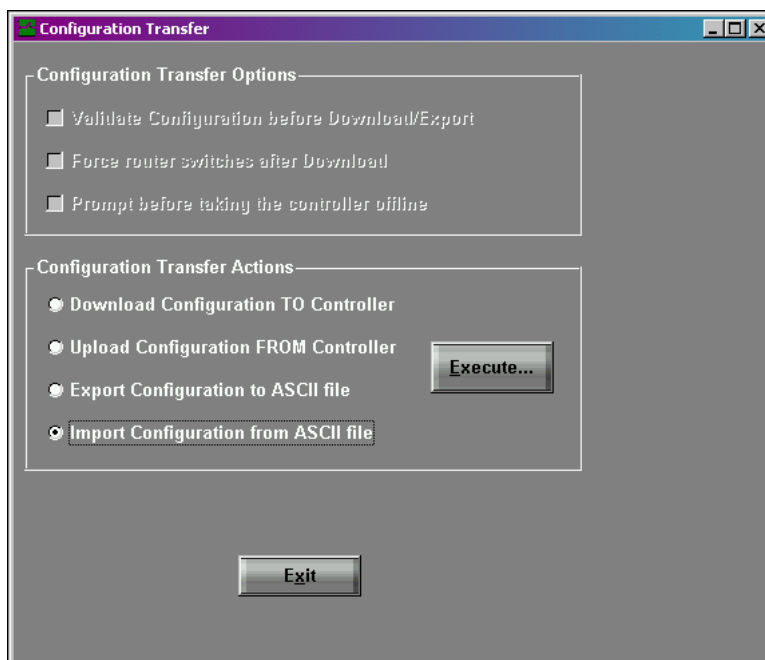 Configuration Transfer
Configuration Transfer Options
Validate Configuration before Download/Export
Force router switches after Download
Prompt before taking the controller offline
Configuration Transfer Actions
Download Configuration TO Controller
Upload Configuration FROM Controller
Execute...
Export Configuration to ASCII file
Import Configuration from ASCII file
Exit